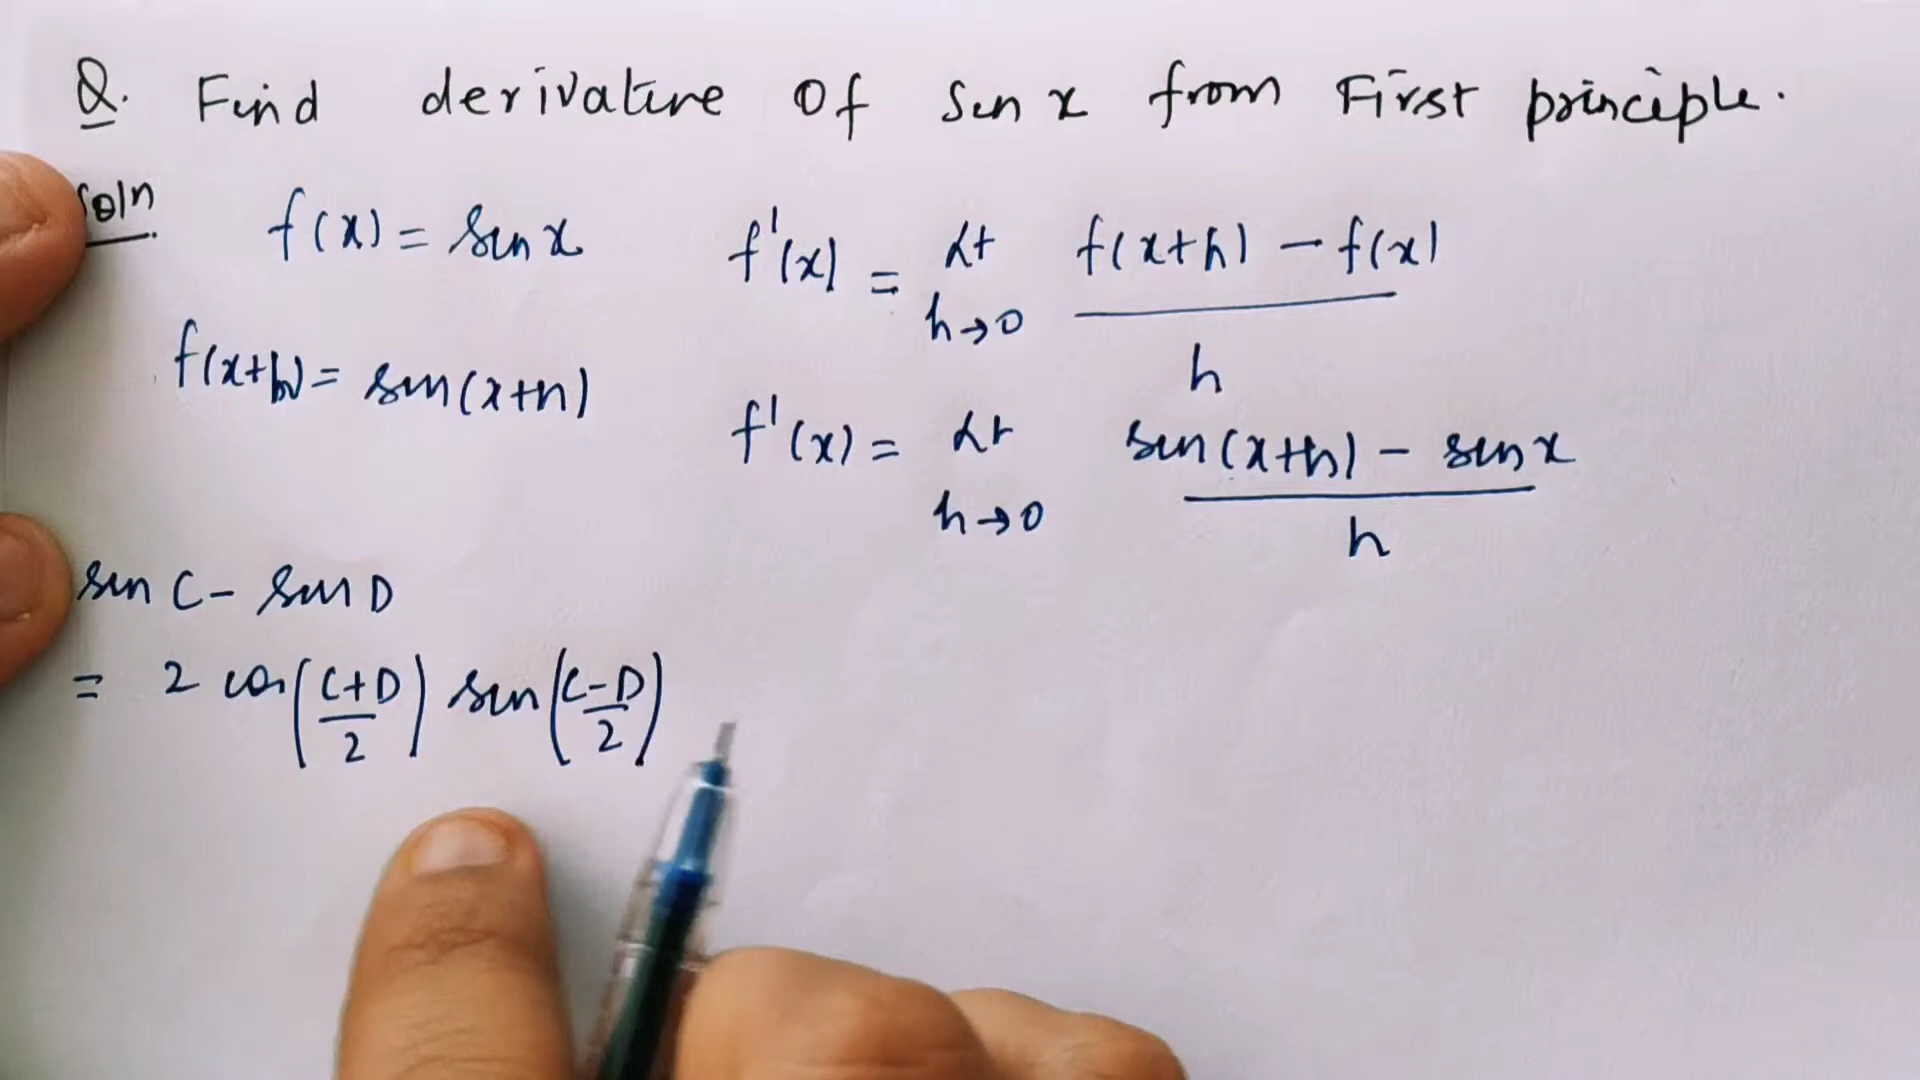 Q. Find derivative of sin x from First principle.
Soln
f(x) = sin x
f'(x) = Lt h→0 f(x+h) - f(x) / h
f(x+h) = sin(x+h)
f'(x) = Lt h→0 sin(x+h) - sin x / h
sin C - sin D
= 2 cos(C+D/2) sin(C-D/2)